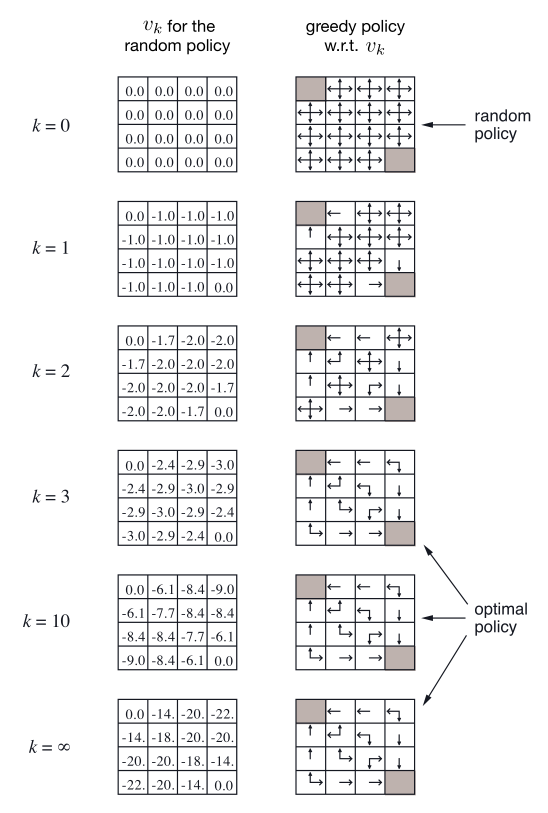 v_k for the
random policy
greedy policy
w.r.t. v_k
k = 0
0.0 0.0 0.0 0.0
0.0 0.0 0.0 0.0
0.0 0.0 0.0 0.0
0.0 0.0 0.0 0.0
random
policy
k = 1
0.0 -1.0 -1.0 -1.0
-1.0 -1.0 -1.0 -1.0
-1.0 -1.0 -1.0 -1.0
-1.0 -1.0 -1.0 0.0
k = 2
0.0 -1.7 -2.0 -2.0
-1.7 -2.0 -2.0 -2.0
-2.0 -2.0 -2.0 -1.7
-2.0 -2.0 -1.7 0.0
k = 3
0.0 -2.4 -2.9 -3.0
-2.4 -2.9 -3.0 -2.9
-2.9 -3.0 -2.9 -2.4
-3.0 -2.9 -2.4 0.0
k = 10
0.0 -6.1 -8.4 -9.0
-6.1 -7.7 -8.4 -8.4
-8.4 -8.4 -7.7 -6.1
-9.0 -8.4 -6.1 0.0
optimal
policy
k = ∞
0.0 -14. -20. -22.
-14. -18. -20. -20.
-20. -20. -18. -14.
-22. -20. -14. 0.0